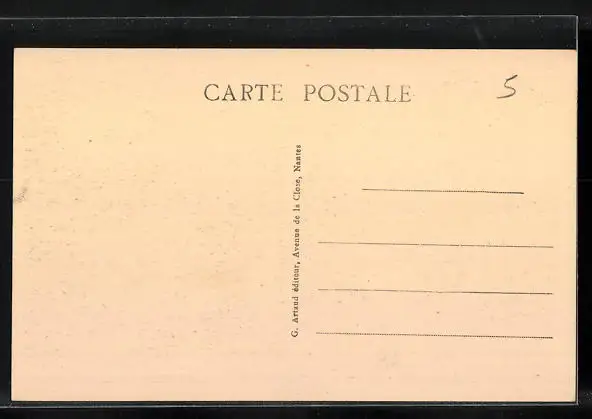 CARTE POSTALE
5
G. Artaud éditeur, Avenue de la Close, Nantes